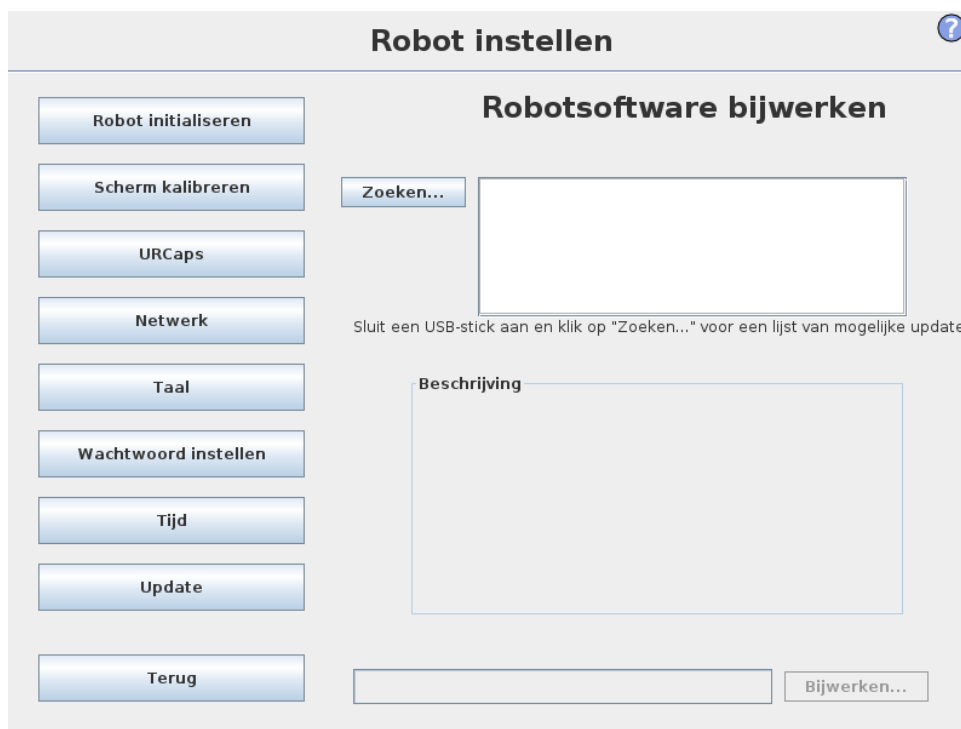 Robot instellen
?
Robot initialiseren
Scherm kalibreren
URCaps
Netwerk
Taal
Wachtwoord instellen
Tijd
Update
Terug
Robotsoftware bijwerken
Zoeken...
Sluit een USB-stick aan en klik op "Zoeken..." voor een lijst van mogelijke update
Beschrijving
Bijwerken...